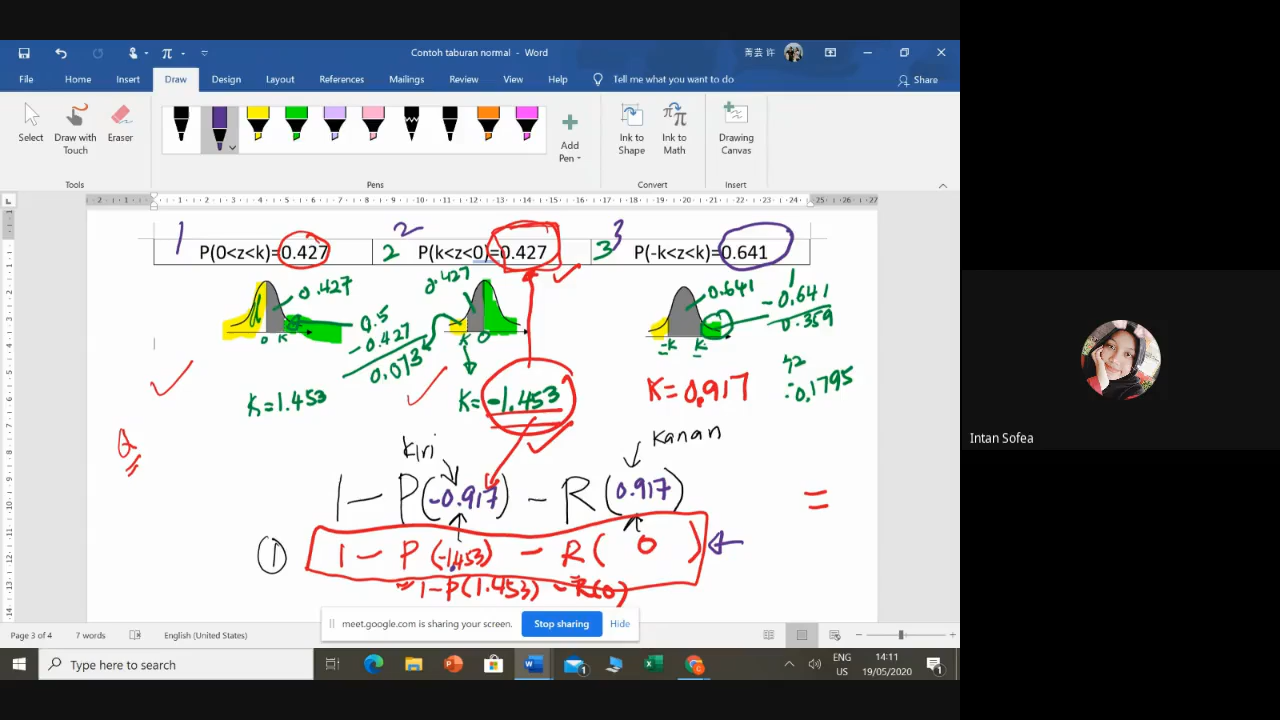 Contoh taburan normal - Word
菁芸 许
File Home Insert Draw Design Layout References Mailings Review View Help Tell me what you want to do Share
Select
Draw with Touch
Eraser
Add Pen
Ink to Shape
Ink to Math
Drawing Canvas
Tools
Pens
Convert
Insert
1
2
3
P(0<z<k)=0.427
2
P(k<z<0)=0.427
3
P(-k<z<k)=0.641
0.427
0 k
0.5
-0.427
0.073
K=1.453
0.427
k 0
K=-1.453
0.641
-k k
1
-0.641
0.359
÷2
0.1795
K=0.917
Q
Kiri
Kanan
1-P(-0.917)-R(0.917)
=
① 1-P(-1.453)-R(0)
=1-P(1.453)-R(0)
meet.google.com is sharing your screen. Stop sharing Hide
Page 3 of 4 7 words English (United States)
Type here to search
ENG
US
14:11
19/05/2020
Intan Sofea